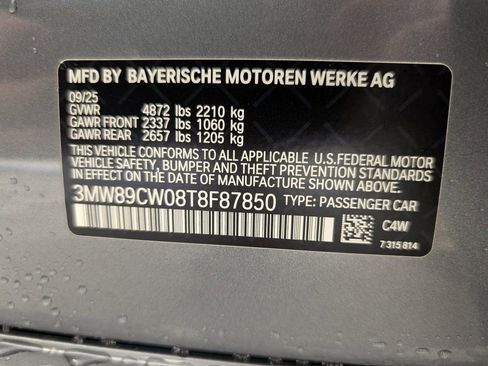 MFD BY BAYERISCHE MOTOREN WERKE AG
09/25
GVWR 4872 lbs 2210 kg
GAWR FRONT 2337 lbs 1060 kg
GAWR REAR 2657 lbs 1205 kg
THIS VEHICLE CONFORMS TO ALL APPLICABLE U.S.FEDERAL MOTOR
VEHICLE SAFETY, BUMPER AND THEFT PREVENTION STANDARDS
IN EFFECT ON THE DATE OF MANUFACTURE SHOWN ABOVE.
3MW89CW08T8F87850 TYPE: PASSENGER CAR
C4W
7 315 814